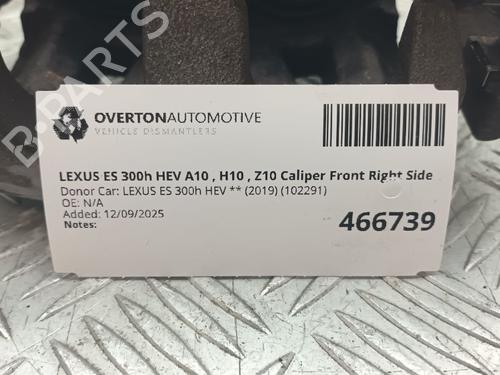 OVERTONAUTOMOTIVE
VEHICLE DISMANTLERS
LEXUS ES 300h HEV A10 , H10 , Z10 Caliper Front Right Side
Donor Car: LEXUS ES 300h HEV ** (2019) (102291)
OE: N/A
Added: 12/09/2025
Notes:
466739
B-PARTS